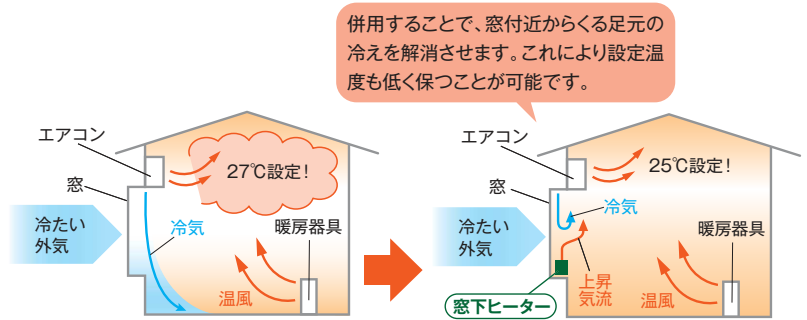 併用することで、窓付近からくる足元の
冷えを解消させます。これにより設定温
度も低く保つことが可能です。
エアコン
窓
27℃設定！
冷たい
外気
冷気
暖房器具
温風
エアコン
窓
25℃設定！
冷気
冷たい
外気
暖房器具
上昇
気流
温風
窓下ヒーター